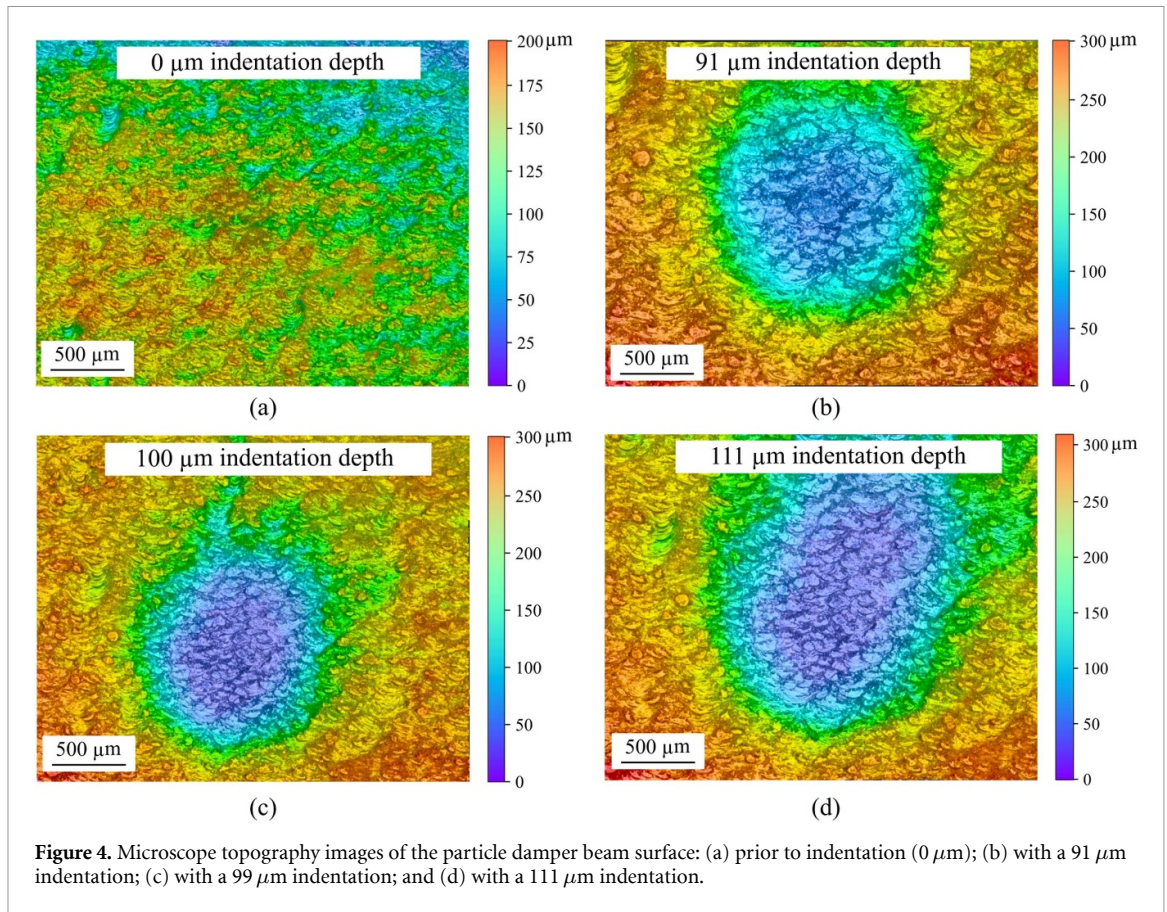 0 µm indentation depth
200 µm
175
150
125
100
75
50
25
0
500 µm
(a)
91 µm indentation depth
300 µm
250
200
150
100
50
0
500 µm
(b)
100 µm indentation depth
300 µm
250
200
150
100
50
0
500 µm
(c)
111 µm indentation depth
300 µm
250
200
150
100
50
0
500 µm
(d)
Figure 4. Microscope topography images of the particle damper beam surface: (a) prior to indentation (0 µm); (b) with a 91 µm
indentation; (c) with a 99 µm indentation; and (d) with a 111 µm indentation.